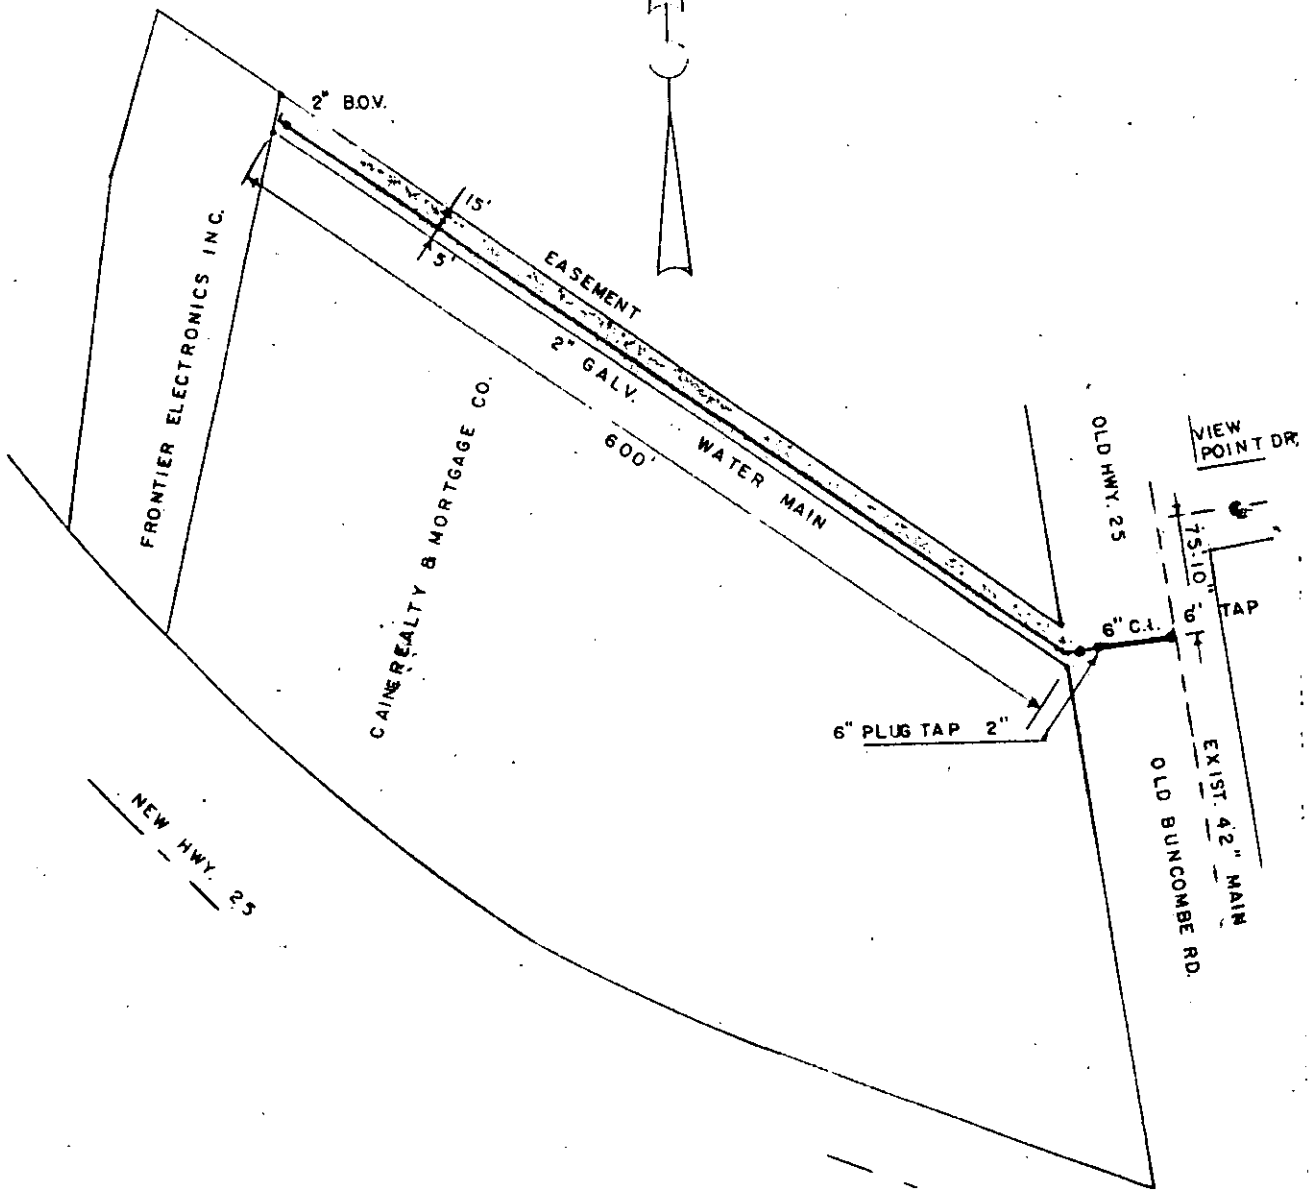 2" B.O.V.
15'
5'
EASEMENT
2" GALV. WATER MAIN
600'
FRONTIER ELECTRONICS INC.
CAINE REALTY & MORTGAGE CO.
OLD HWY. 25
VIEW
POINT DR.
75'-10"
6" C.I.
6" TAP
6" PLUG TAP 2"
EXIST. 42" MAIN
OLD BUNCOMBE RD.
NEW HWY. 25